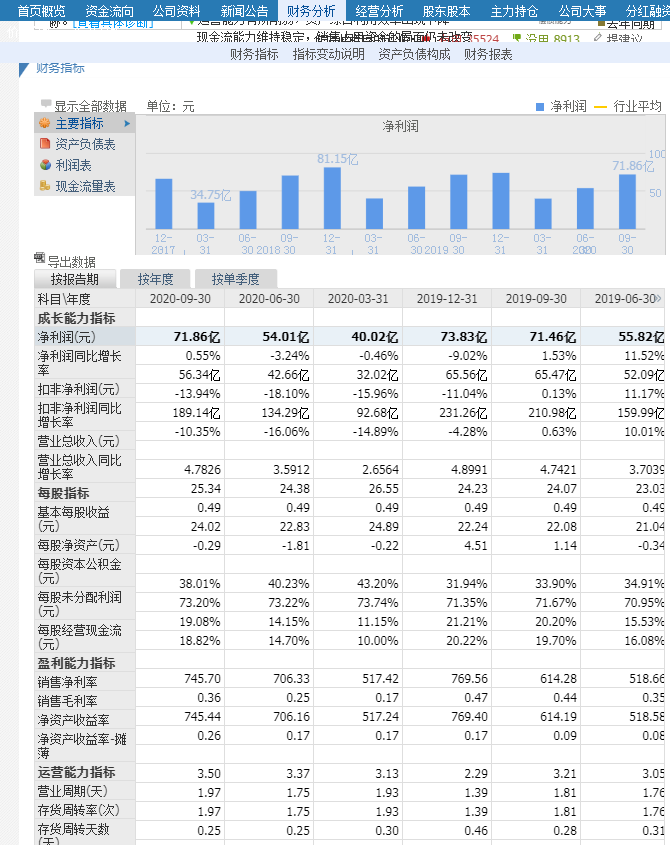 首页概览 资金流向 公司资料 新闻公告 财务分析 经营分析 股东股本 主力持仓 公司大事 分红融资
现金流能力维持稳定，销售占用资金的层面仍未改变
没用 8913 提建议
财务指标 指标变动说明 资产负债构成 财务报表
财务指标
显示全部数据 单位：元 净利润 行业平均
主要指标
资产负债表
利润表
现金流量表
净利润
100
50
34.75亿 81.15亿 71.86亿
12- 03- 06- 09- 12- 03- 06- 09- 12- 03- 06- 09-
2017 31 30 2018 30 31 31 30 2019 30 31 31 30 30
导出数据
按报告期 按年度 按单季度
科目\年度 2020-09-30 2020-06-30 2020-03-31 2019-12-31 2019-09-30 2019-06-30
成长能力指标
净利润(元) 71.86亿 54.01亿 40.02亿 73.83亿 71.46亿 55.82亿
净利润同比增长率 0.55% -3.24% -0.46% -9.02% 1.53% 11.52%
扣非净利润(元) 56.34亿 42.66亿 32.02亿 65.56亿 65.47亿 52.09亿
扣非净利润同比增长率 -13.94% -18.10% -15.96% -11.04% 0.13% 11.17%
营业总收入(元) 189.14亿 134.29亿 92.68亿 231.26亿 210.98亿 159.99亿
营业总收入同比增长率 -10.35% -16.06% -14.89% -4.28% 0.63% 10.01%
每股指标
基本每股收益(元) 4.7826 3.5912 2.6564 4.8991 4.7421 3.7039
每股净资产(元) 25.34 24.38 26.55 24.23 24.07 23.03
每股资本公积金(元) 0.49 0.49 0.49 0.49 0.49 0.49
每股未分配利润(元) 24.02 22.83 24.89 22.24 22.08 21.04
每股经营现金流(元) -0.29 -1.81 -0.22 4.51 1.14 -0.34
盈利能力指标
销售净利率 38.01% 40.23% 43.20% 31.94% 33.90% 34.91%
销售毛利率 73.20% 73.22% 73.74% 71.35% 71.67% 70.95%
净资产收益率 19.08% 14.15% 11.15% 21.21% 20.20% 15.53%
净资产收益率-摊薄 18.82% 14.70% 10.00% 20.22% 19.70% 16.08%
运营能力指标
营业周期(天) 745.70 706.33 517.42 769.56 614.28 518.66
存货周转率(次) 0.36 0.25 0.17 0.47 0.44 0.35
存货周转天数(天) 745.44 706.16 517.24 769.40 614.19 518.58
0.26 0.17 0.17 0.17 0.09 0.08
3.50 3.37 3.13 2.29 3.21 3.05
1.97 1.75 1.93 1.39 1.81 1.76
1.97 1.75 1.93 1.39 1.81 1.76
0.25 0.25 0.30 0.46 0.28 0.31